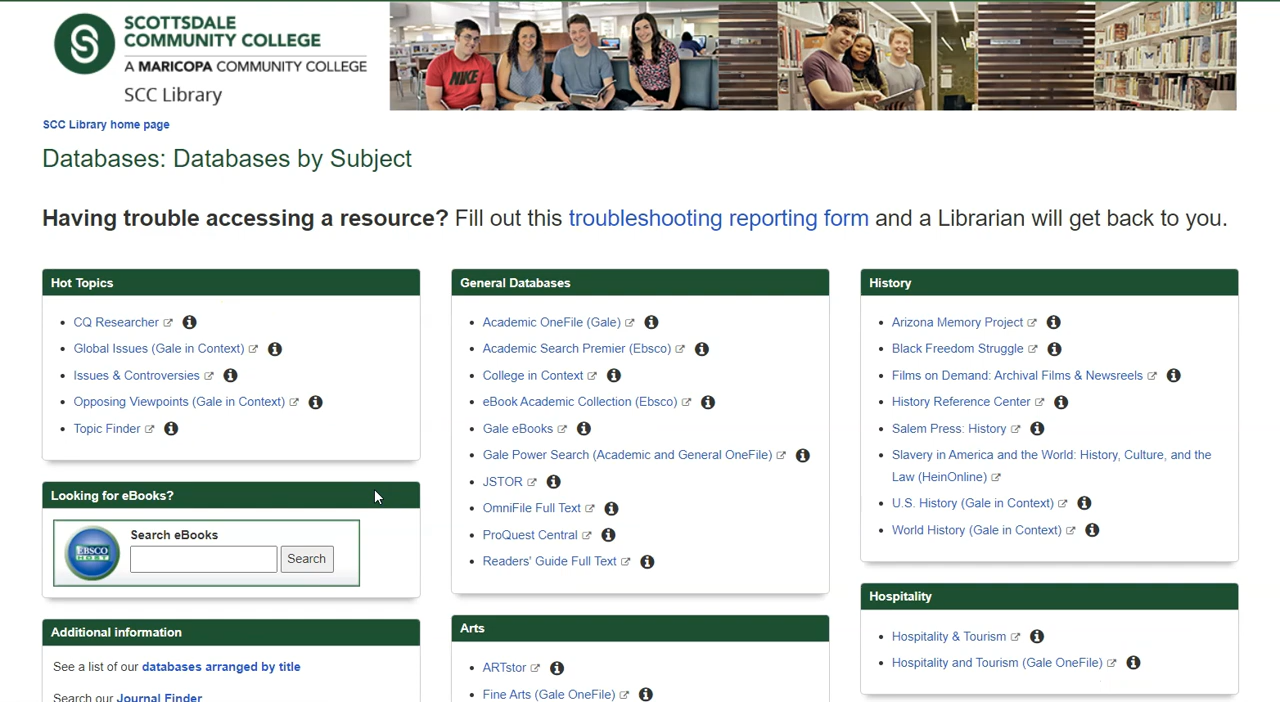 SCOTTSDALE
COMMUNITY COLLEGE
A MARICOPA COMMUNITY COLLEGE
SCC Library
NIKE
SCC Library home page
Databases: Databases by Subject
Having trouble accessing a resource? Fill out this troubleshooting reporting form and a Librarian will get back to you.
Hot Topics
CQ Researcher
Global Issues (Gale in Context)
Issues & Controversies
Opposing Viewpoints (Gale in Context)
Topic Finder
Looking for eBooks?
EBSCO
HOST
Search eBooks
Search
Additional information
See a list of our databases arranged by title
Search our Journal Finder
General Databases
Academic OneFile (Gale)
Academic Search Premier (Ebsco)
College in Context
eBook Academic Collection (Ebsco)
Gale eBooks
Gale Power Search (Academic and General OneFile)
JSTOR
OmniFile Full Text
ProQuest Central
Readers' Guide Full Text
Arts
ARTstor
Fine Arts (Gale OneFile)
History
Arizona Memory Project
Black Freedom Struggle
Films on Demand: Archival Films & Newsreels
History Reference Center
Salem Press: History
Slavery in America and the World: History, Culture, and the
Law (HeinOnline)
U.S. History (Gale in Context)
World History (Gale in Context)
Hospitality
Hospitality & Tourism
Hospitality and Tourism (Gale OneFile)